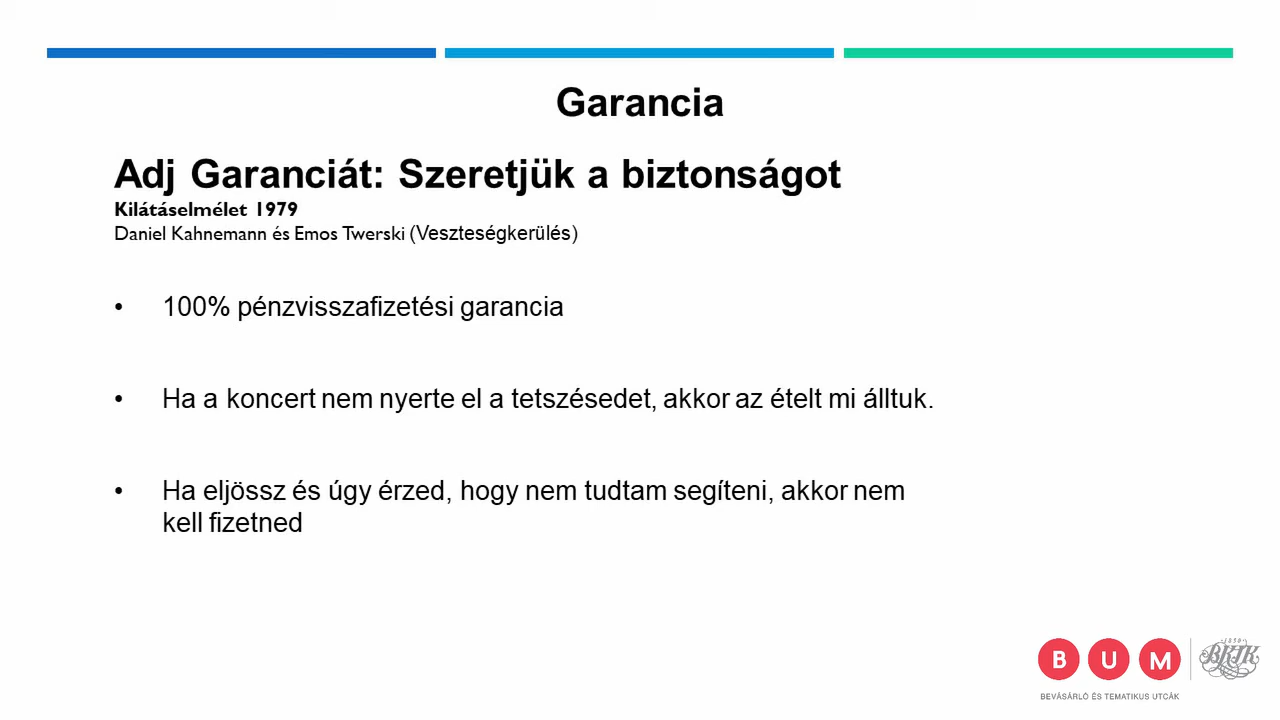 Garancia
Adj Garanciát: Szeretjük a biztonságot
Kilátáselmélet 1979
Daniel Kahnemann és Emos Twerski (Veszteségkerülés)
• 100% pénzvisszafizetési garancia
• Ha a koncert nem nyerte el a tetszésedet, akkor az ételt mi álltuk.
• Ha eljössz és úgy érzed, hogy nem tudtam segíteni, akkor nem
kell fizetned
B U M
1850
BKIK
BEVÁSÁRLÓ ÉS TEMATIKUS UTCÁK